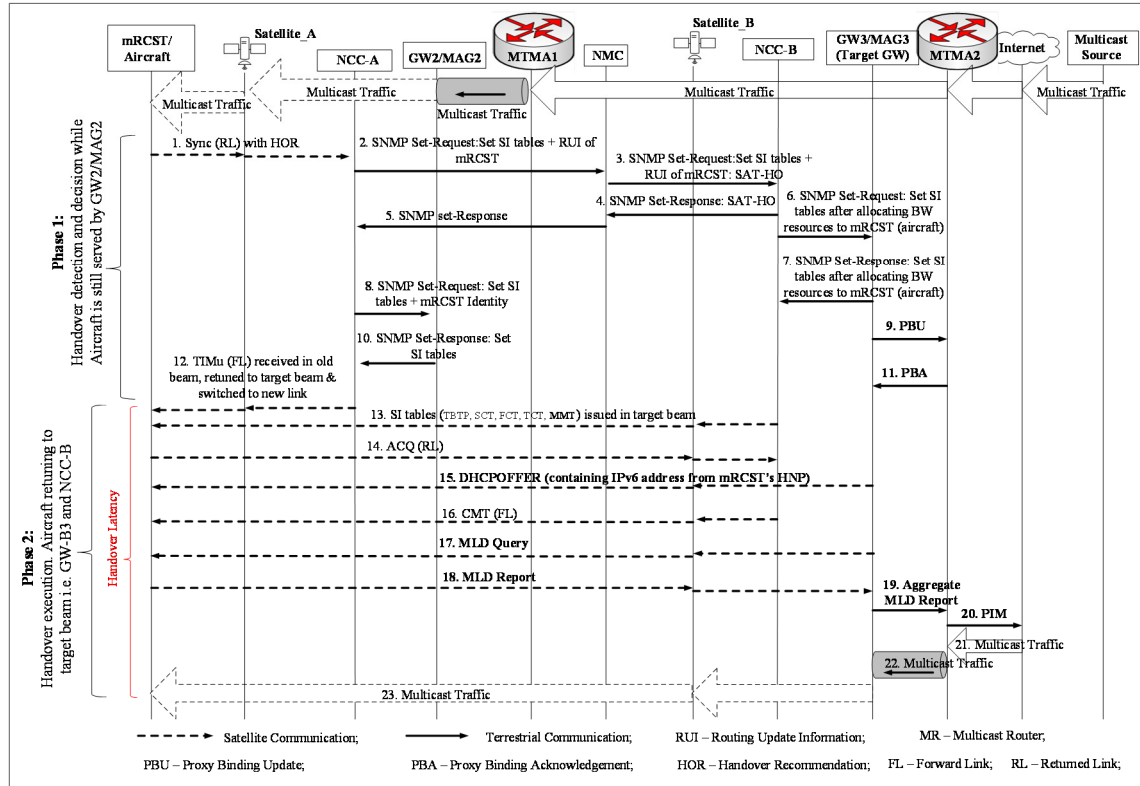 mRCST/
Aircraft
Satellite_A
NCC-A
GW2/MAG2
MTMA1
NMC
Satellite_B
NCC-B
GW3/MAG3
(Target GW)
MTMA2
Internet
Multicast
Source
Multicast Traffic
Multicast Traffic
Multicast Traffic
Multicast Traffic
Multicast Traffic
Phase 1:
Handover detection and decision while
Aircraft is still served by GW2/MAG2
1. Sync (RL) with HOR
2. SNMP Set-Request:Set SI tables + RUI of
mRCST
3. SNMP Set-Request:Set SI tables +
RUI of mRCST: SAT-HO
4. SNMP Set-Response: SAT-HO
5. SNMP set-Response
6. SNMP Set-Request: Set SI
tables after allocating BW
resources to mRCST (aircraft)
7. SNMP Set-Response: Set SI
tables after allocating BW
resources to mRCST (aircraft)
8. SNMP Set-Request: Set SI
tables + mRCST Identity
9. PBU
10. SNMP Set-Response: Set
SI tables
11. PBA
12. TIMu (FL) received in old
beam, retuned to target beam &
switched to new link
Phase 2:
Handover execution. Aircraft retuning to
target beam i.e. GW-B3 and NCC-B
Handover Latency
13. SI tables (TBTP, SCT, FCT, TCT, MMT) issued in target beam
14. ACQ (RL)
15. DHCPOFFER (containing IPv6 address from mRCST's HNP)
16. CMT (FL)
17. MLD Query
18. MLD Report
19. Aggregate
MLD Report
20. PIM
21. Multicast Traffic
22. Multicast Traffic
23. Multicast Traffic
Satellite Communication;
Terrestrial Communication;
RUI – Routing Update Information;
MR – Multicast Router;
PBU – Proxy Binding Update;
PBA – Proxy Binding Acknowledgement;
HOR – Handover Recommendation;
FL – Forward Link;
RL – Returned Link;